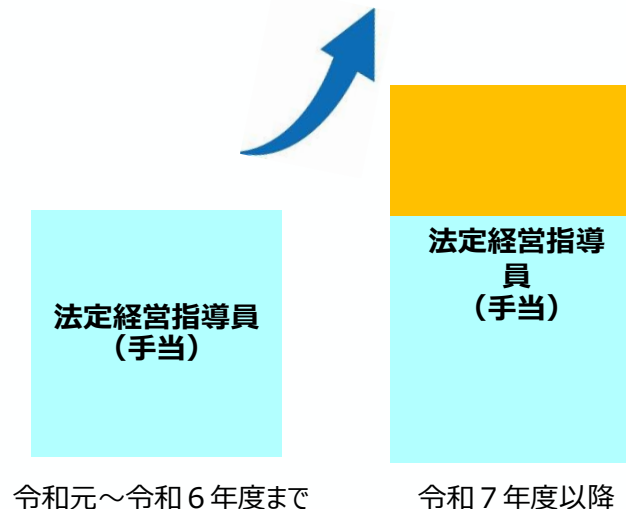 法定経営指導
員
（手当）
法定経営指導員
（手当）
令和元～令和６年度まで
令和７年度以降